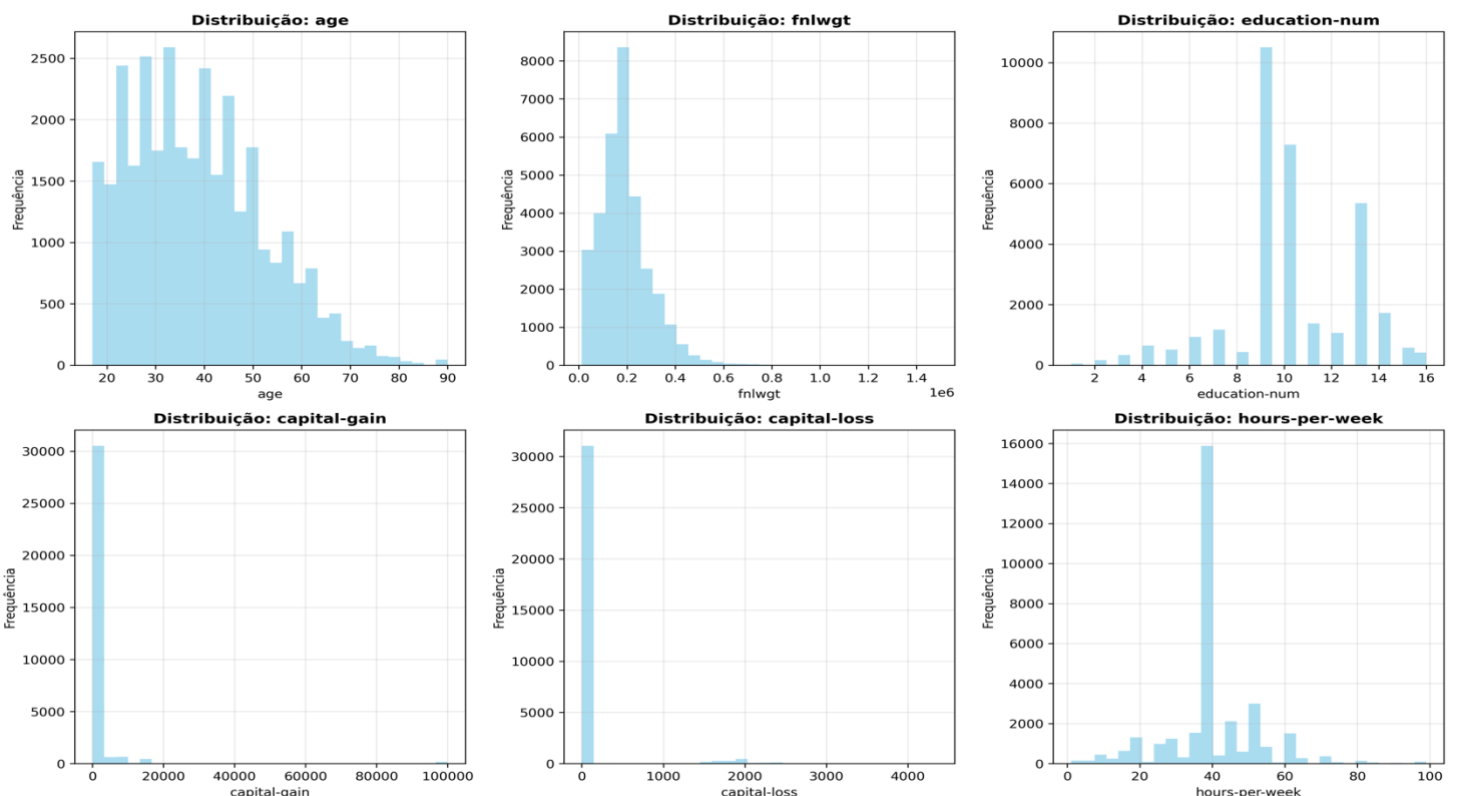 Distribuição: age
Frequência
2500
2000
1500
1000
500
0
20 30 40 50 60 70 80 90
age
Distribuição: fnlwgt
Frequência
8000
7000
6000
5000
4000
3000
2000
1000
0
0.0 0.2 0.4 0.6 0.8 1.0 1.2 1.4
1e6
fnlwgt
Distribuição: education-num
Frequência
10000
8000
6000
4000
2000
0
2 4 6 8 10 12 14 16
education-num
Distribuição: capital-gain
Frequência
30000
25000
20000
15000
10000
5000
0
0 20000 40000 60000 80000 100000
capital-gain
Distribuição: capital-loss
Frequência
30000
25000
20000
15000
10000
5000
0
0 1000 2000 3000 4000
capital-loss
Distribuição: hours-per-week
Frequência
16000
14000
12000
10000
8000
6000
4000
2000
0
0 20 40 60 80 100
hours-per-week